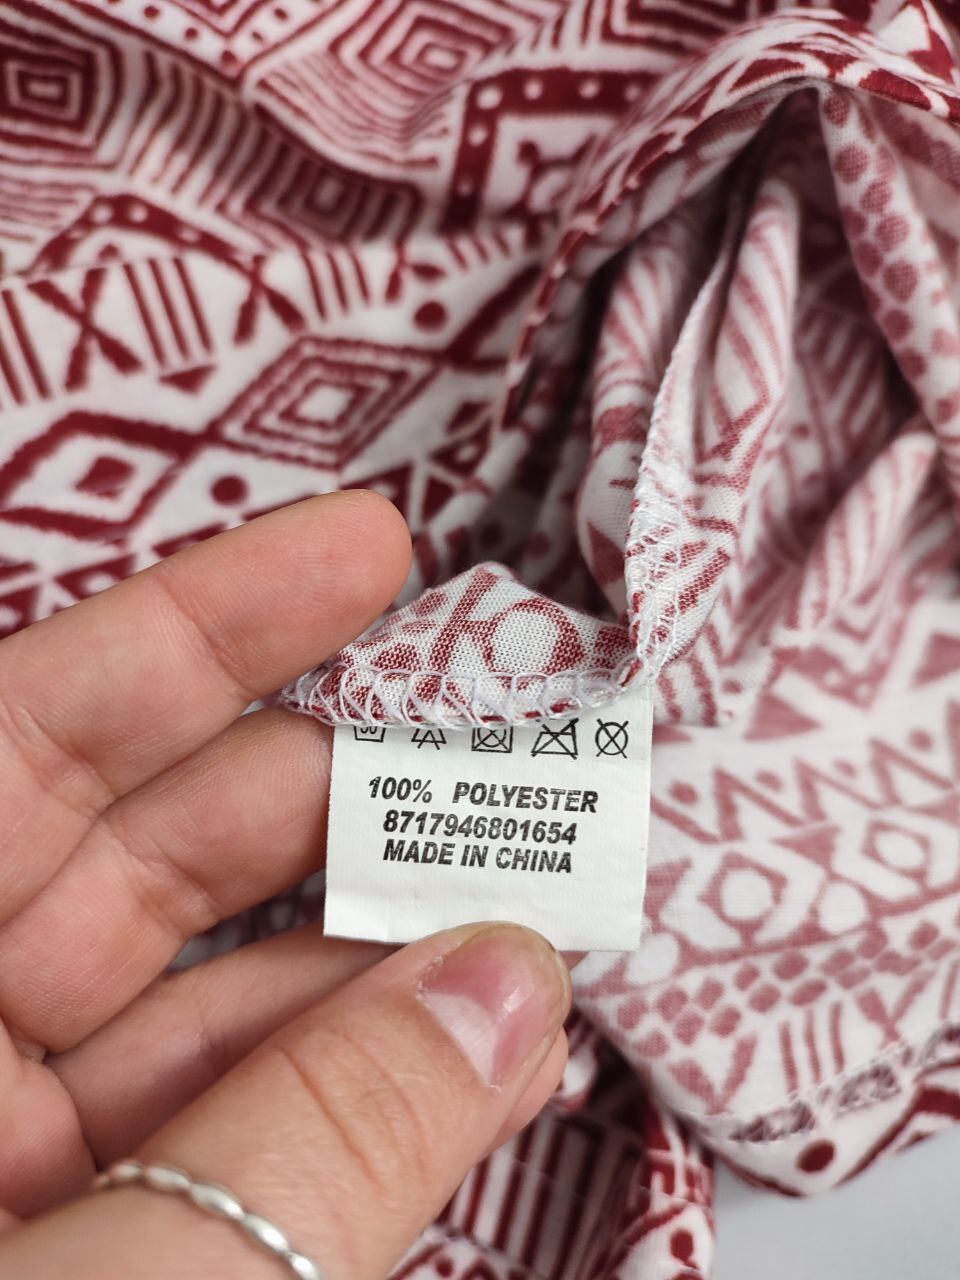 100% POLYESTER
8717946801654
MADE IN CHINA